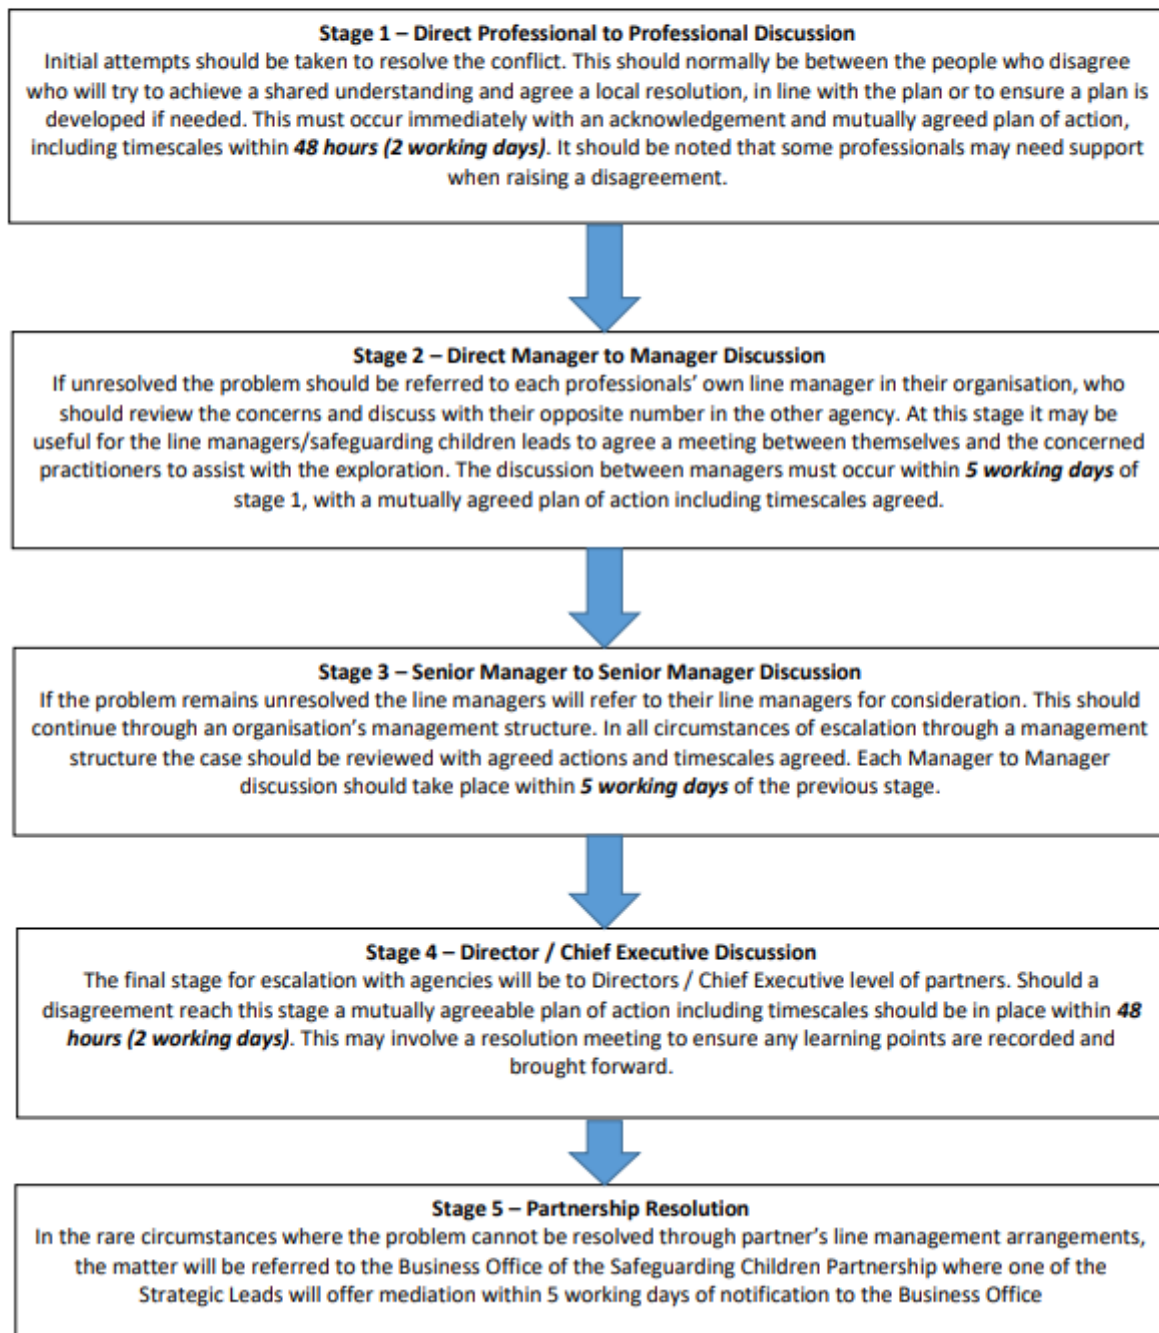 Stage 1 – Direct Professional to Professional Discussion
Initial attempts should be taken to resolve the conflict. This should normally be between the people who disagree
who will try to achieve a shared understanding and agree a local resolution, in line with the plan or to ensure a plan is
developed if needed. This must occur immediately with an acknowledgement and mutually agreed plan of action,
including timescales within 48 hours (2 working days). It should be noted that some professionals may need support
when raising a disagreement.
Stage 2 – Direct Manager to Manager Discussion
If unresolved the problem should be referred to each professionals’ own line manager in their organisation, who
should review the concerns and discuss with their opposite number in the other agency. At this stage it may be
useful for the line managers/safeguarding children leads to agree a meeting between themselves and the concerned
practitioners to assist with the exploration. The discussion between managers must occur within 5 working days of
stage 1, with a mutually agreed plan of action including timescales agreed.
Stage 3 – Senior Manager to Senior Manager Discussion
If the problem remains unresolved the line managers will refer to their line managers for consideration. This should
continue through an organisation’s management structure. In all circumstances of escalation through a management
structure the case should be reviewed with agreed actions and timescales agreed. Each Manager to Manager
discussion should take place within 5 working days of the previous stage.
Stage 4 – Director / Chief Executive Discussion
The final stage for escalation with agencies will be to Directors / Chief Executive level of partners. Should a
disagreement reach this stage a mutually agreeable plan of action including timescales should be in place within 48
hours (2 working days). This may involve a resolution meeting to ensure any learning points are recorded and
brought forward.
Stage 5 – Partnership Resolution
In the rare circumstances where the problem cannot be resolved through partner’s line management arrangements,
the matter will be referred to the Business Office of the Safeguarding Children Partnership where one of the
Strategic Leads will offer mediation within 5 working days of notification to the Business Office